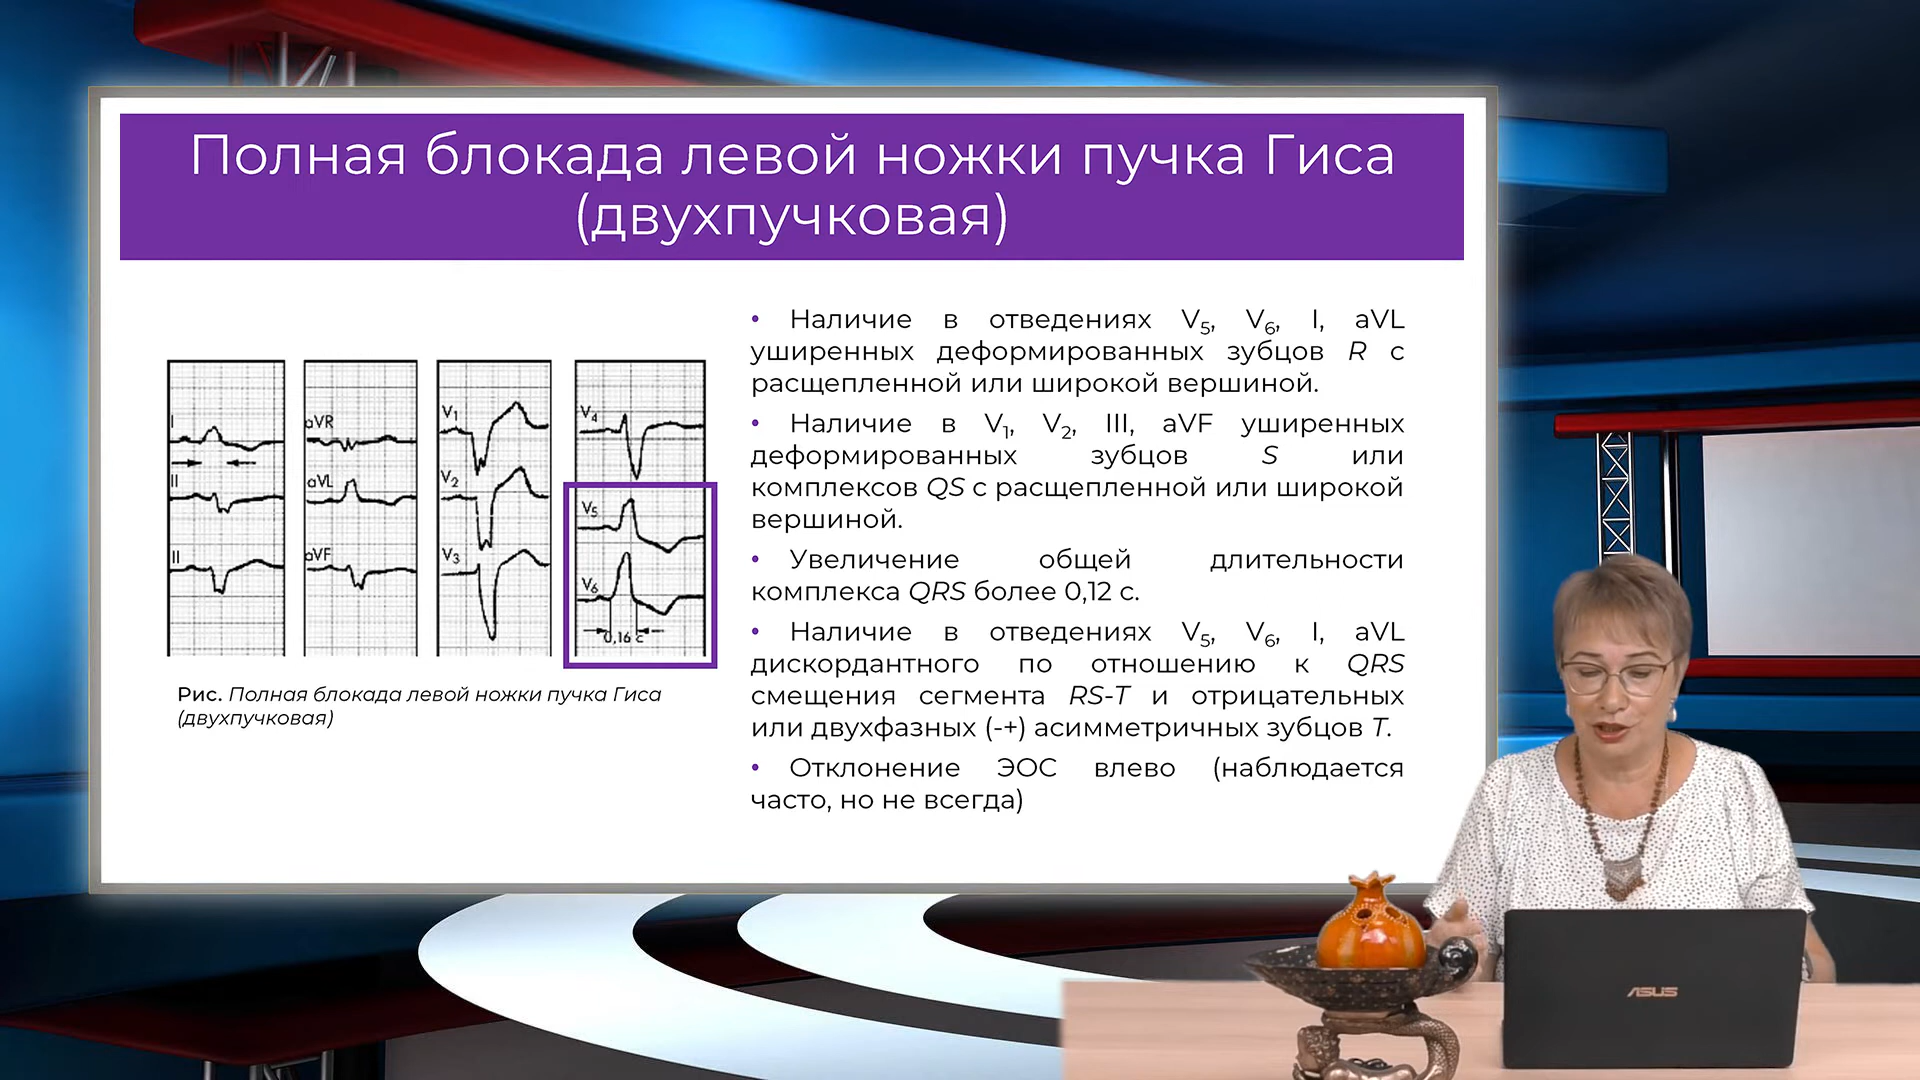 Полная блокада левой ножки пучка Гиса
(двухпучковая)
I
II
II
aVR
aVL
aVF
V1
V2
V3
V4
V5
V6
0,16 с
Рис. Полная блокада левой ножки пучка Гиса
(двухпучковая)
• Наличие в отведениях V5, V6, I, aVL
уширенных деформированных зубцов R с
расщепленной или широкой вершиной.
• Наличие в V1, V2, III, aVF уширенных
деформированных зубцов S или
комплексов QS с расщепленной или широкой
вершиной.
• Увеличение общей длительности
комплекса QRS более 0,12 с.
• Наличие в отведениях V5, V6, I, aVL
дискордантного по отношению к QRS
смещения сегмента RS-T и отрицательных
или двухфазных (-+) асимметричных зубцов T.
• Отклонение ЭОС влево (наблюдается
часто, но не всегда)
ASUS